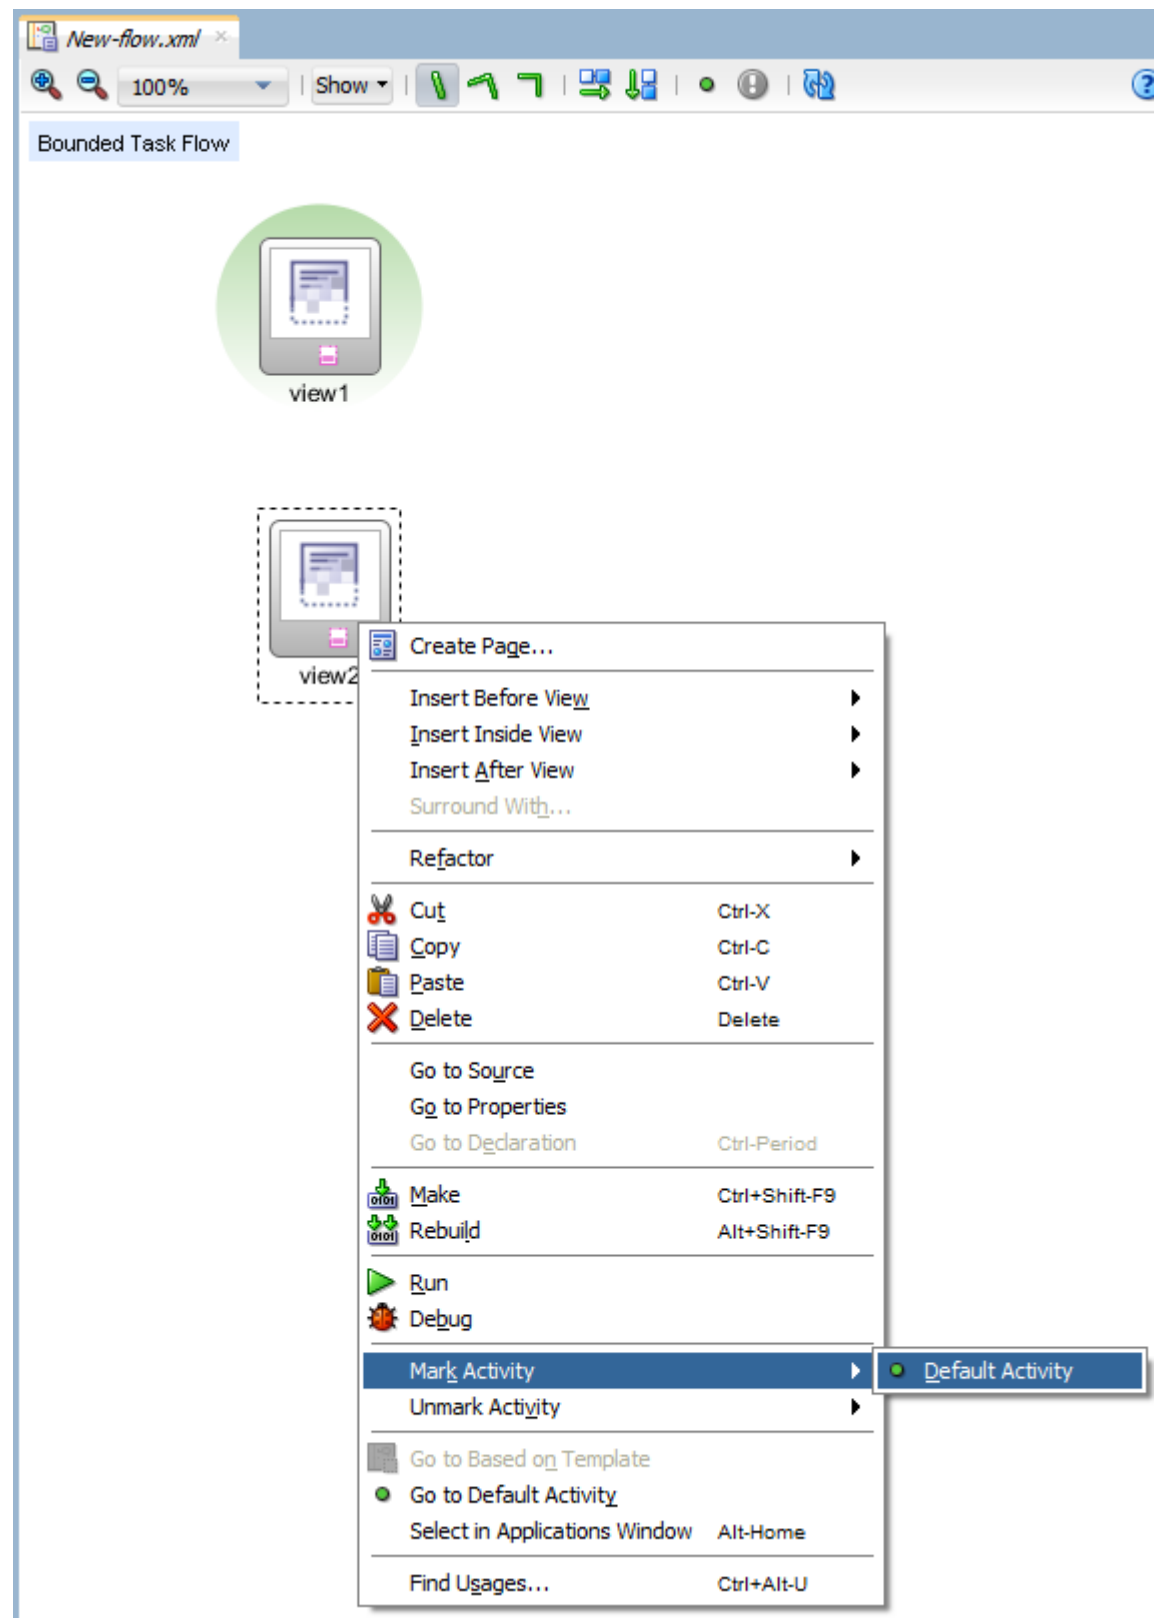 New-flow.xml
100% Show
Bounded Task Flow
view1
view2
Create Page...
Insert Before View
Insert Inside View
Insert After View
Surround With...
Refactor
Cut Ctrl-X
Copy Ctrl-C
Paste Ctrl-V
Delete Delete
Go to Source
Go to Properties
Go to Declaration Ctrl-Period
Make Ctrl+Shift-F9
Rebuild Alt+Shift-F9
Run
Debug
Mark Activity Default Activity
Unmark Activity
Go to Based on Template
Go to Default Activity
Select in Applications Window Alt-Home
Find Usages... Ctrl+Alt-U